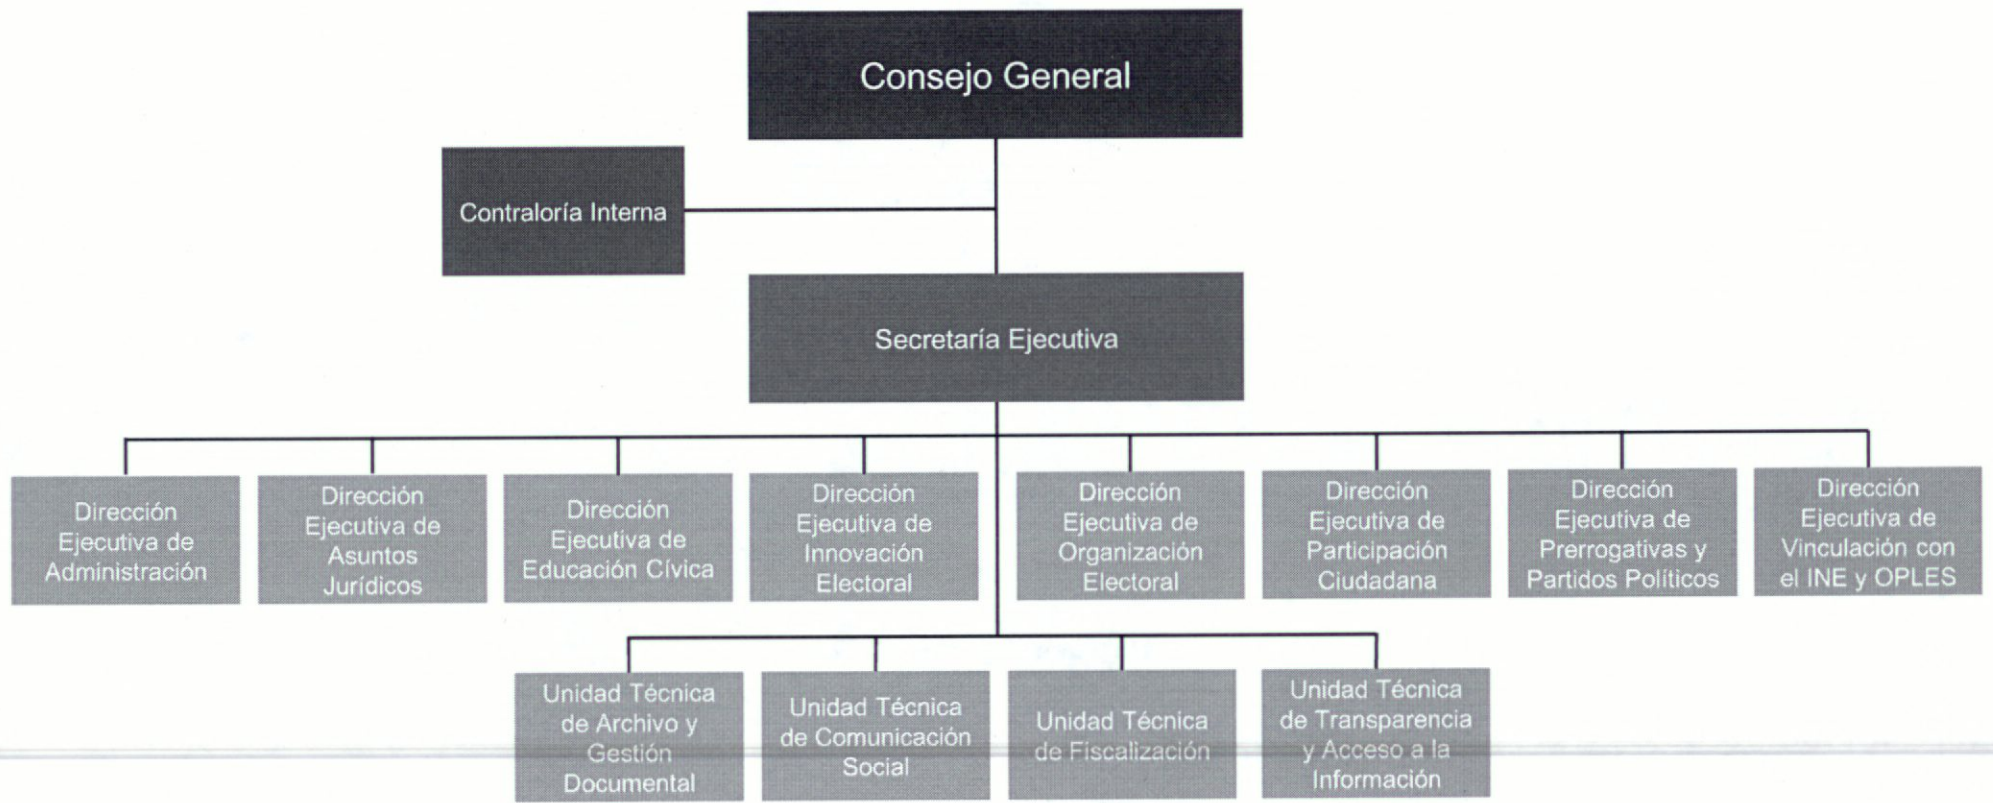 Consejo General
Contraloría Interna
Secretaría Ejecutiva
Dirección
Ejecutiva de
Administración
Dirección
Ejecutiva de
Asuntos
Jurídicos
Dirección
Ejecutiva de
Educación Cívica
Dirección
Ejecutiva de
Innovación
Electoral
Dirección
Ejecutiva de
Organización
Electoral
Dirección
Ejecutiva de
Participación
Ciudadana
Dirección
Ejecutiva de
Prerrogativas y
Partidos Políticos
Dirección
Ejecutiva de
Vinculación con
el INE y OPLES
Unidad Técnica
de Archivo y
Gestión
Documental
Unidad Técnica
de Comunicación
Social
Unidad Técnica
de Fiscalización
Unidad Técnica
de Transparencia
y Acceso a la
Información